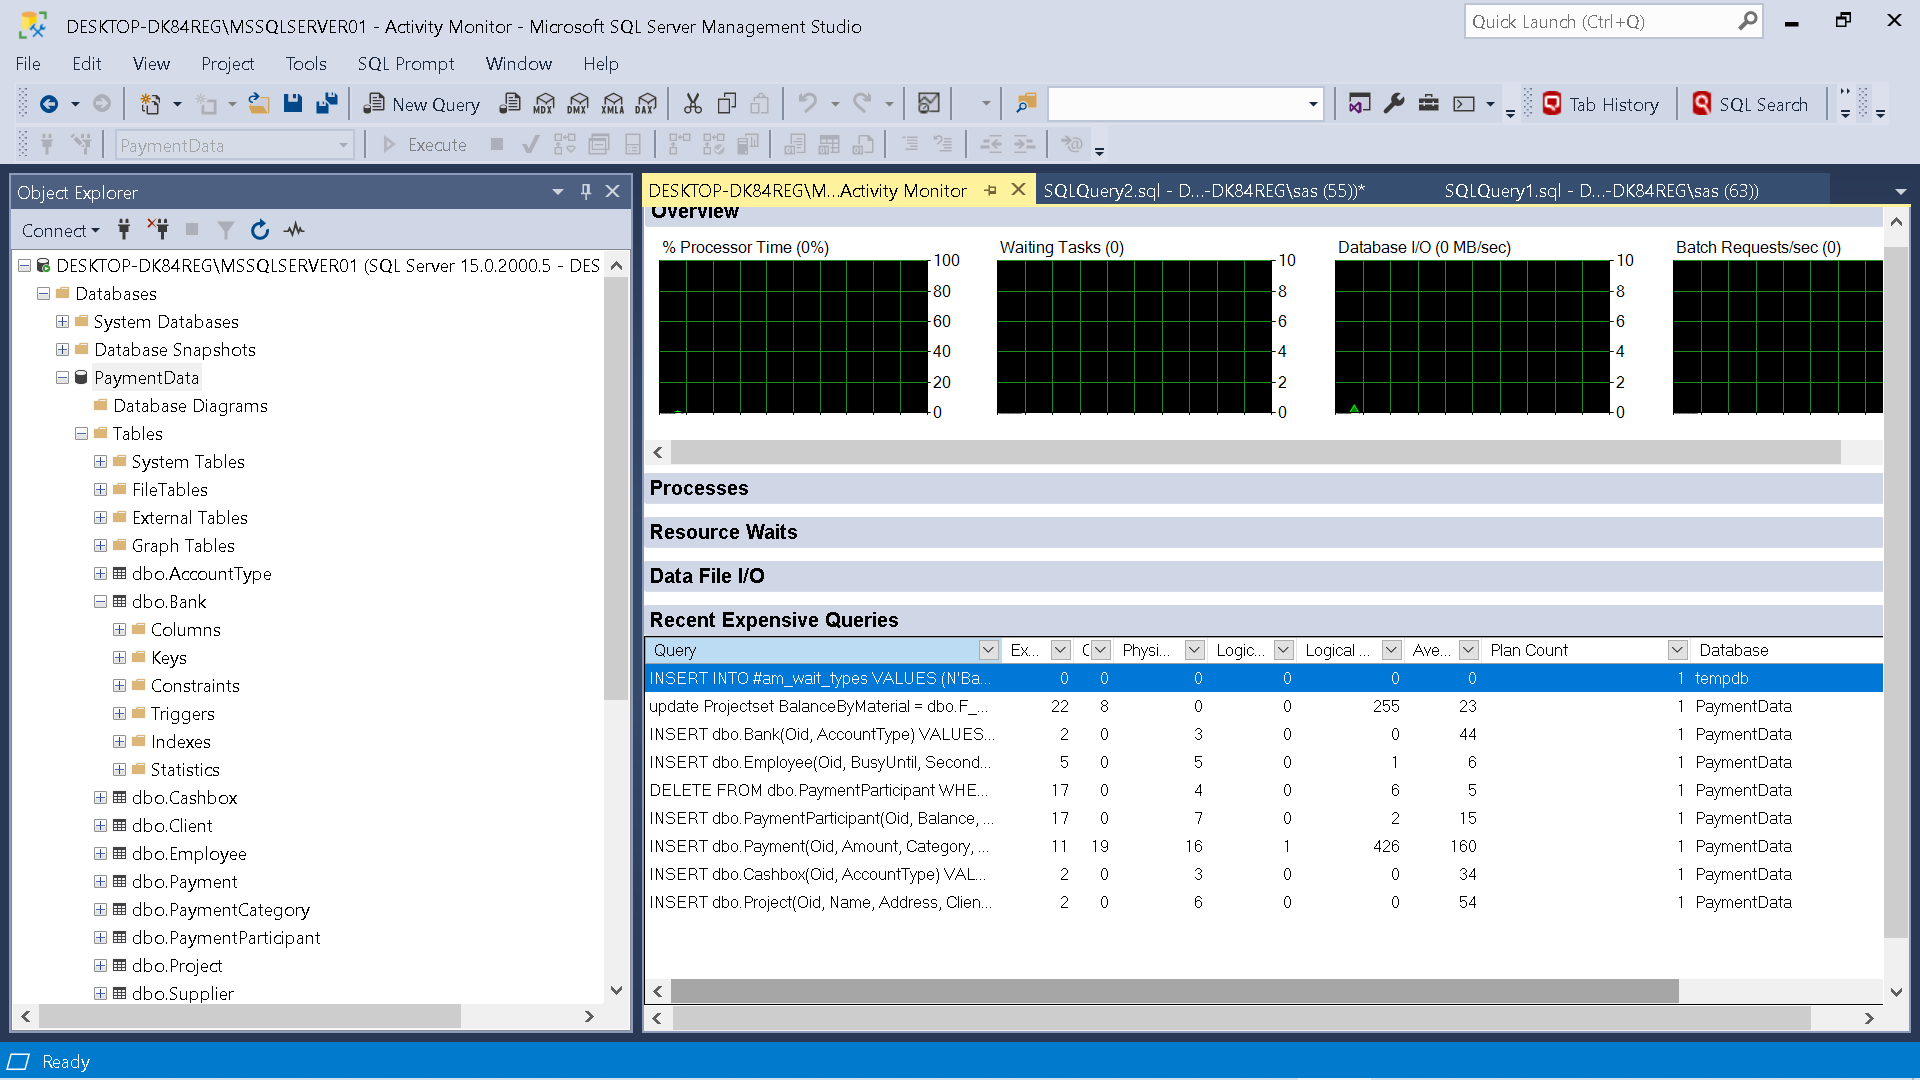 DESKTOP-DK84REG\MSSQLSERVER01 - Activity Monitor - Microsoft SQL Server Management Studio
Quick Launch (Ctrl+Q)
File Edit View Project Tools SQL Prompt Window Help
New Query MDX DMX XMLA DAX Tab History SQL Search
PaymentData Execute
Object Explorer
Connect
DESKTOP-DK84REG\MSSQLSERVER01 (SQL Server 15.0.2000.5 - DES
Databases
System Databases
Database Snapshots
PaymentData
Database Diagrams
Tables
System Tables
FileTables
External Tables
Graph Tables
dbo.AccountType
dbo.Bank
Columns
Keys
Constraints
Triggers
Indexes
Statistics
dbo.Cashbox
dbo.Client
dbo.Employee
dbo.Payment
dbo.PaymentCategory
dbo.PaymentParticipant
dbo.Project
dbo.Supplier
DESKTOP-DK84REG\M...Activity Monitor SQLQuery2.sql - D...-DK84REG\sas (55))* SQLQuery1.sql - D...-DK84REG\sas (63))
Overview
% Processor Time (0%)
100
80
60
40
20
0
Waiting Tasks (0)
10
8
6
4
2
0
Database I/O (0 MB/sec)
10
8
6
4
2
0
Batch Requests/sec (0)
Processes
Resource Waits
Data File I/O
Recent Expensive Queries
Query Ex... C Physi... Logic... Logical ... Ave... Plan Count Database
INSERT INTO #am_wait_types VALUES (N'Ba... 0 0 0 0 0 0 1 tempdb
update Projectset BalanceByMaterial = dbo.F_... 22 8 0 0 255 23 1 PaymentData
INSERT dbo.Bank(Oid, AccountType) VALUES... 2 0 3 0 0 44 1 PaymentData
INSERT dbo.Employee(Oid, BusyUntil, Second... 5 0 5 0 1 6 1 PaymentData
DELETE FROM dbo.PaymentParticipant WHE... 17 0 4 0 6 5 1 PaymentData
INSERT dbo.PaymentParticipant(Oid, Balance, ... 17 0 7 0 2 15 1 PaymentData
INSERT dbo.Payment(Oid, Amount, Category, ... 11 19 16 1 426 160 1 PaymentData
INSERT dbo.Cashbox(Oid, AccountType) VAL... 2 0 3 0 0 34 1 PaymentData
INSERT dbo.Project(Oid, Name, Address, Clien... 2 0 6 0 0 54 1 PaymentData
Ready